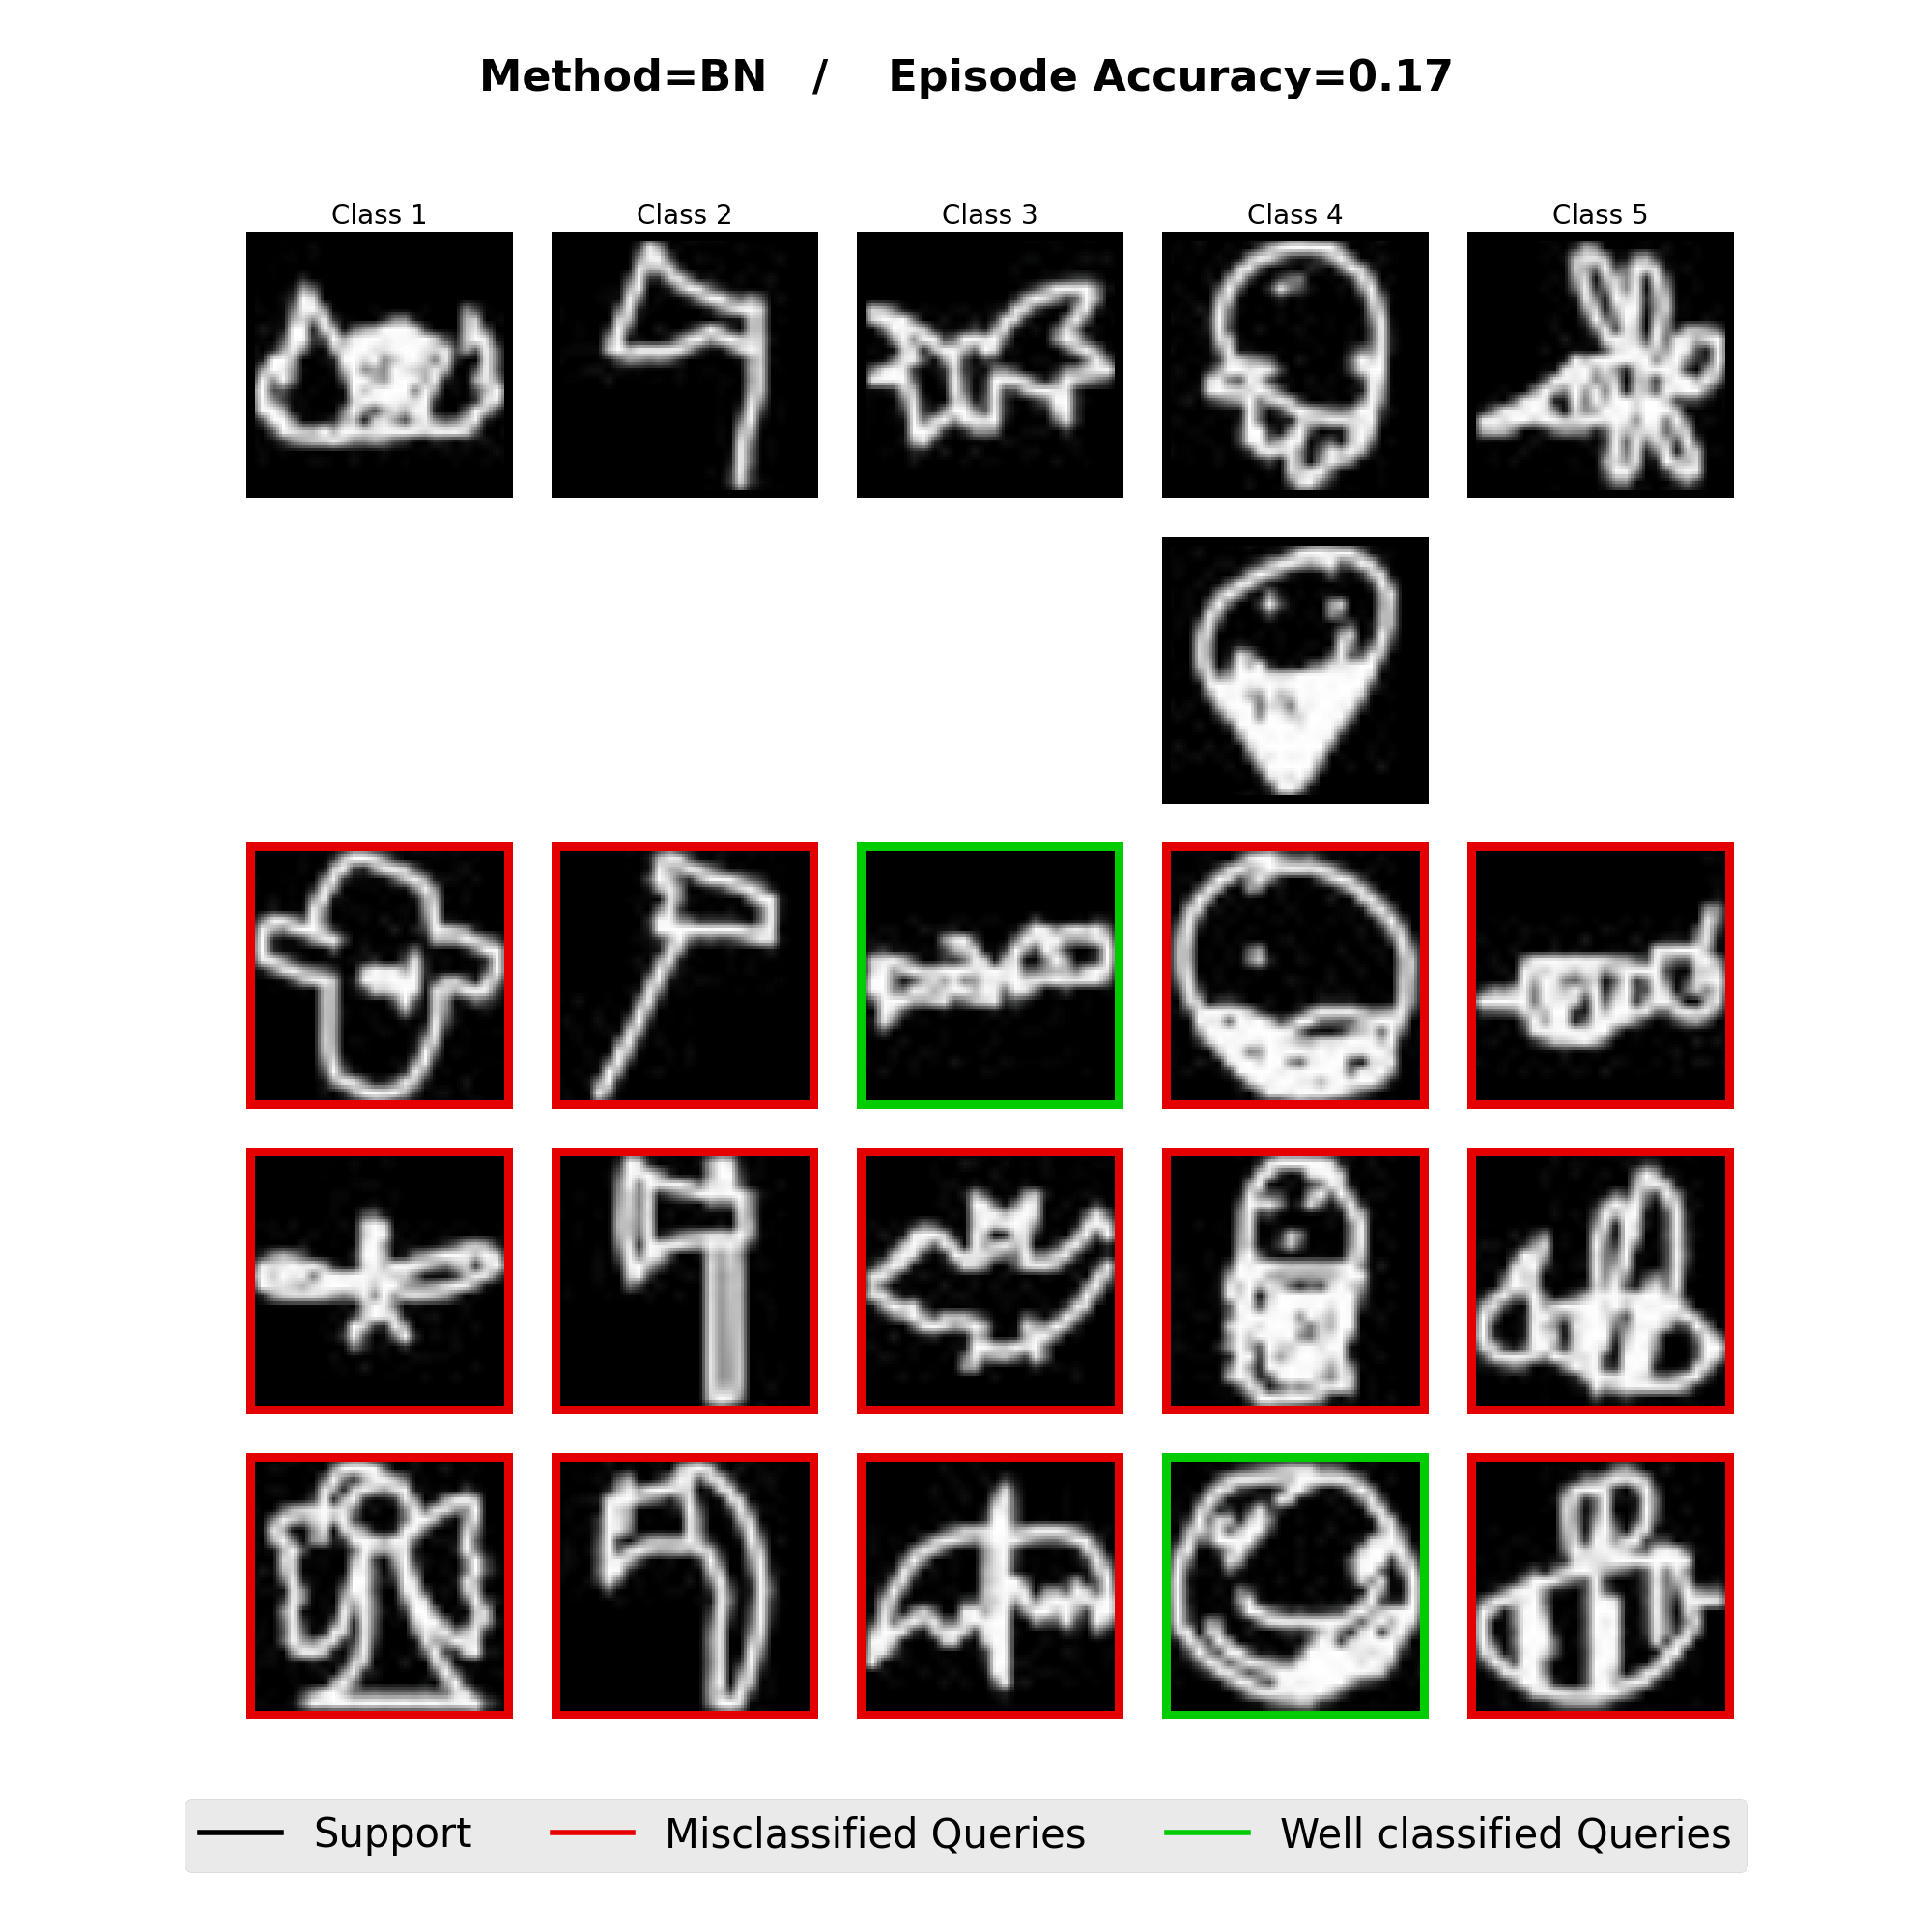 Method=BN / Episode Accuracy=0.17
Class 1 Class 2 Class 3 Class 4 Class 5
Support Misclassified Queries Well classified Queries